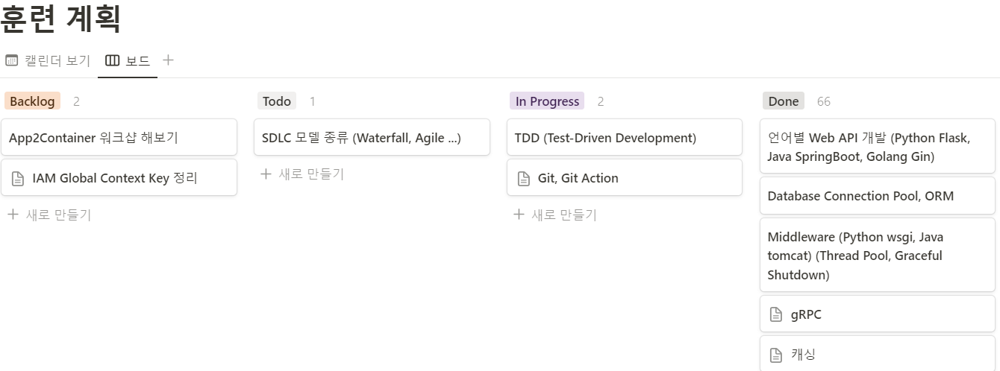 훈련 계획
캘린더 보기
보드
Backlog 2
App2Container 워크샵 해보기
IAM Global Context Key 정리
새로 만들기
Todo 1
SDLC 모델 종류 (Waterfall, Agile ...)
새로 만들기
In Progress 2
TDD (Test-Driven Development)
Git, Git Action
새로 만들기
Done 66
언어별 Web API 개발 (Python Flask,
Java SpringBoot, Golang Gin)
Database Connection Pool, ORM
Middleware (Python wsgi, Java
tomcat) (Thread Pool, Graceful
Shutdown)
gRPC
캐싱